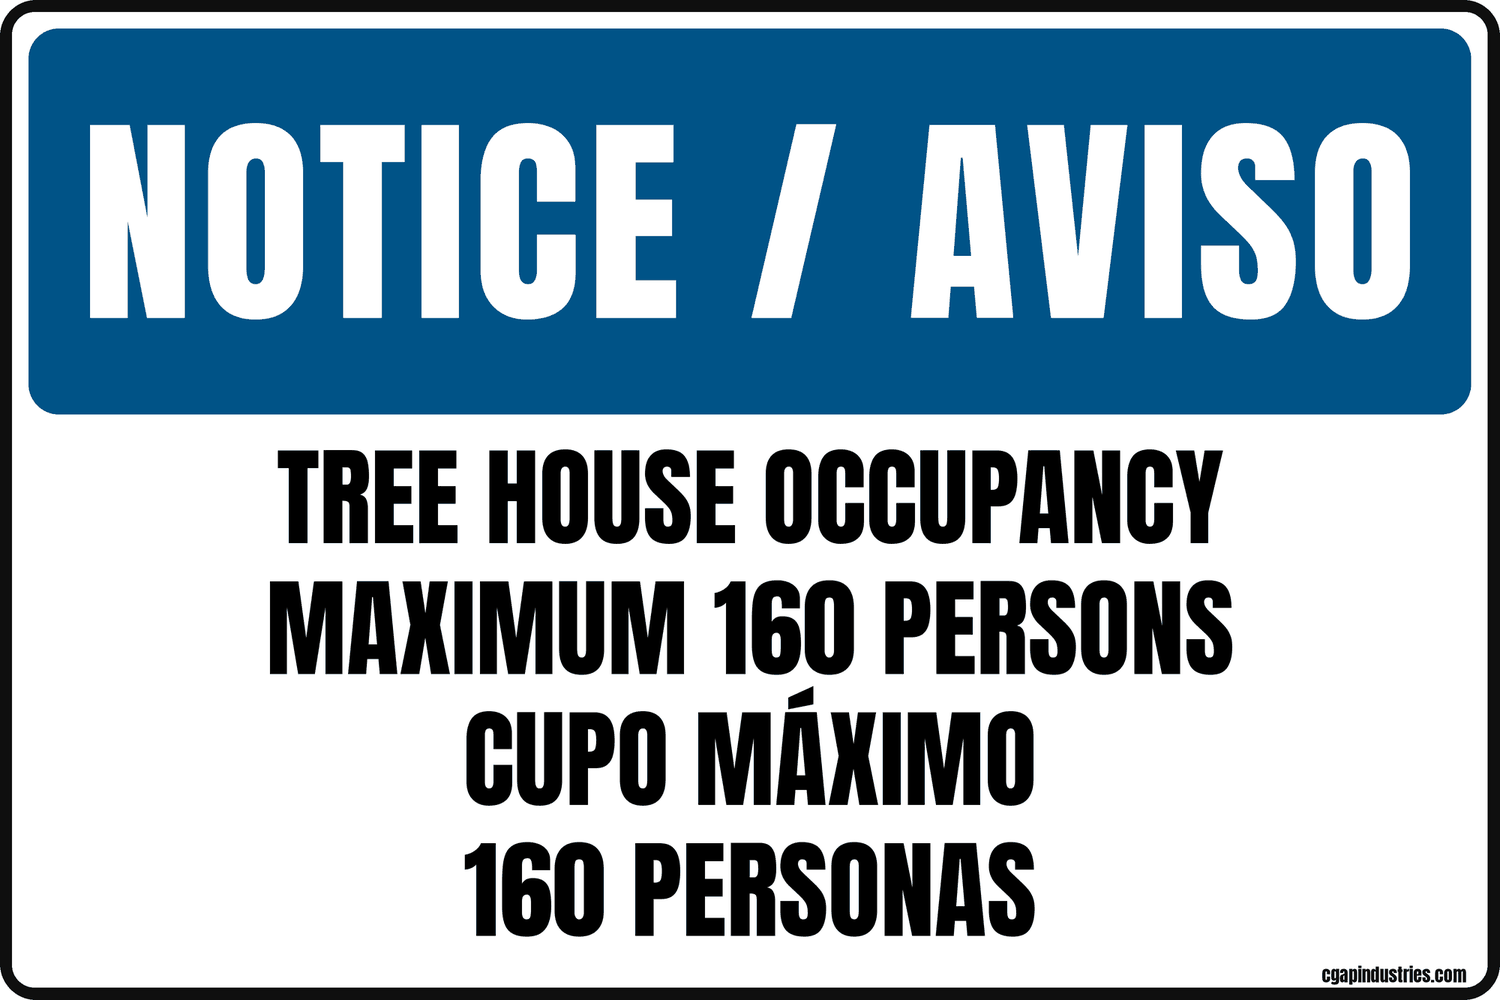 NOTICE / AVISO
TREE HOUSE OCCUPANCY
MAXIMUM 160 PERSONS
CUPO MÁXIMO
160 PERSONAS
cgapindustries.com